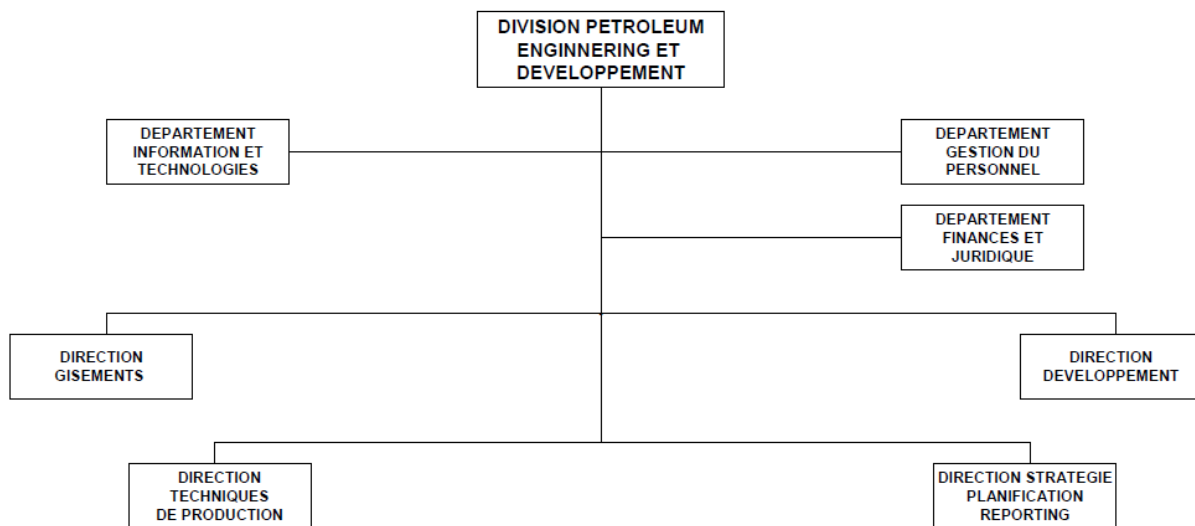 DIVISION PETROLEUM
ENGINNERING ET
DEVELOPPEMENT
DEPARTEMENT
INFORMATION ET
TECHNOLOGIES
DEPARTEMENT
GESTION DU
PERSONNEL
DEPARTEMENT
FINANCES ET
JURIDIQUE
DIRECTION
GISEMENTS
DIRECTION
DEVELOPPEMENT
DIRECTION
TECHNIQUES
DE PRODUCTION
DIRECTION STRATEGIE
PLANIFICATION
REPORTING